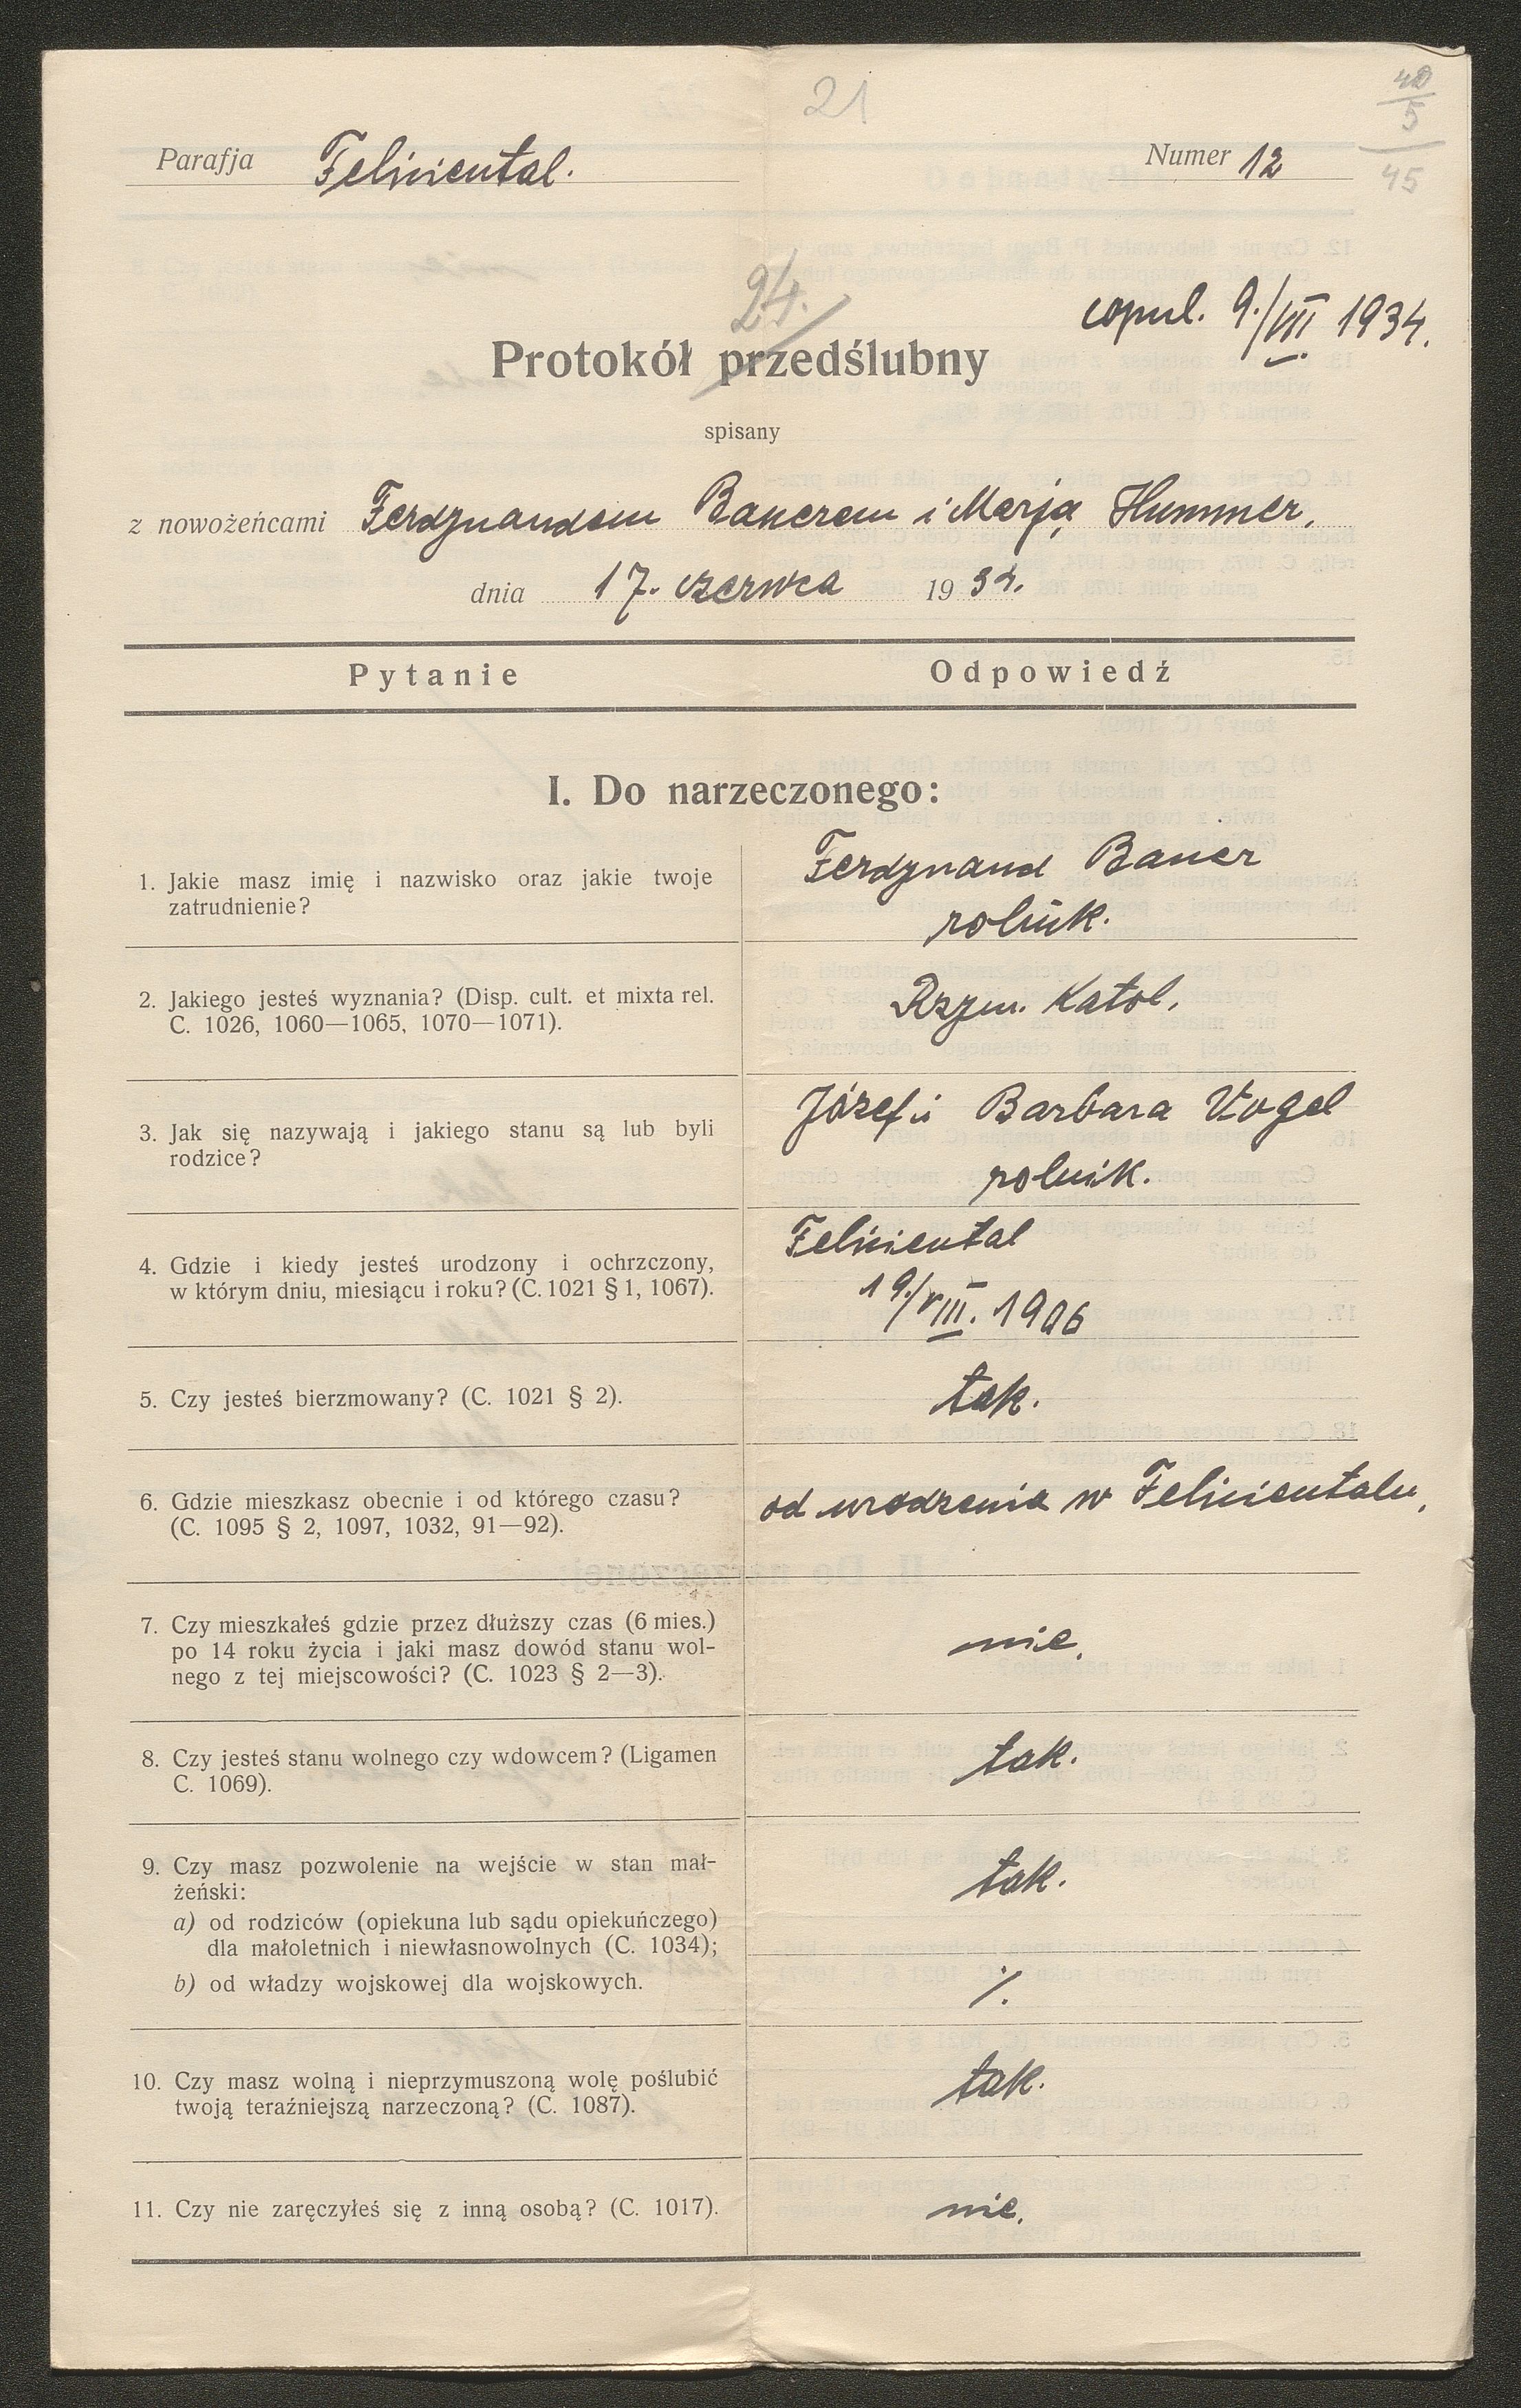 21
40
5
45
Parafja Feliciental.
Numer 12
24.
copul. 9./VIII 1934.
Protokół przedślubny
spisany
z nowożeńcami Ferdynandem Bauerem i Marją Hummer,
dnia 17. czerwca 1934.
Pytanie
Odpowiedź
I. Do narzeczonego:
1. Jakie masz imię i nazwisko oraz jakie twoje
zatrudnienie?
Ferdynand Bauer
rolnik.
2. Jakiego jesteś wyznania? (Disp. cult. et mixta rel.
C. 1026, 1060—1065, 1070—1071).
Rzym. Katol.
3. Jak się nazywają i jakiego stanu są lub byli
rodzice?
Józef i Barbara Vogel
rolnik.
4. Gdzie i kiedy jesteś urodzony i ochrzczony,
w którym dniu, miesiącu i roku? (C. 1021 § 1, 1067).
Feliciental
19./VIII. 1906
5. Czy jesteś bierzmowany? (C. 1021 § 2).
tak.
6. Gdzie mieszkasz obecnie i od którego czasu?
(C. 1095 § 2, 1097, 1032, 91—92).
od urodzenia w Felicientalu,
7. Czy mieszkałeś gdzie przez dłuższy czas (6 mies.)
po 14 roku życia i jaki masz dowód stanu wol-
nego z tej miejscowości? (C. 1023 § 2—3).
nie.
8. Czy jesteś stanu wolnego czy wdowcem? (Ligamen
C. 1069).
tak.
9. Czy masz pozwolenie na wejście w stan mał-
żeński:
a) od rodziców (opiekuna lub sądu opiekuńczego)
dla małoletnich i niewłasnowolnych (C. 1034);
tak.
b) od władzy wojskowej dla wojskowych.
./.
10. Czy masz wolną i nieprzymuszoną wolę poślubić
twoją teraźniejszą narzeczoną? (C. 1087).
tak.
11. Czy nie zaręczyłeś się z inną osobą? (C. 1017).
nie.